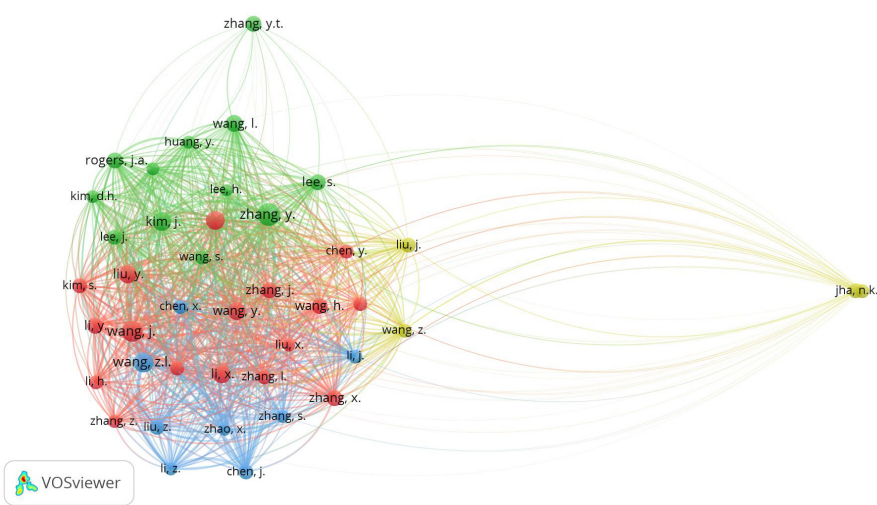 zhang, y.t.
wang, l.
huang, y.
rogers, j.a.
lee, s.
lee, h.
kim, d.h.
zhang, y.
kim, j.
lee, j.
liu, j.
chen, y.
wang, s.
liu, y.
kim, s.
zhang, j.
jha, n.k.
chen, x.
wang, h.
wang, y.
li, y.
wang, j.
wang, z.
liu, x.
li, j.
wang, z.l.
li, x.
zhang, l.
li, h.
zhang, x.
zhang, s.
zhang, z.
liu, z.
zhao, x.
li, z.
chen, j.
VOSviewer